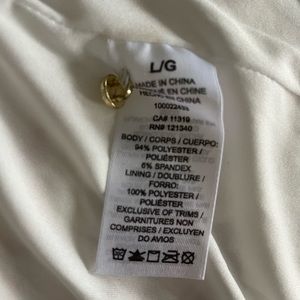 L/G
MADE IN CHINA
FABRIQUÉ EN CHINE
HECHO EN CHINA
CA# 11319
RN# 121340
BODY / CORPS / CUERPO:
94% POLYESTER /
POLIÉSTER
6% SPANDEX
LINING / DOUBLURE /
FORRO:
100% POLYESTER /
POLIÉSTER
EXCLUSIVE OF TRIMS /
GARNITURES NON
COMPRISES / EXCLUYEN
DO AVIOS